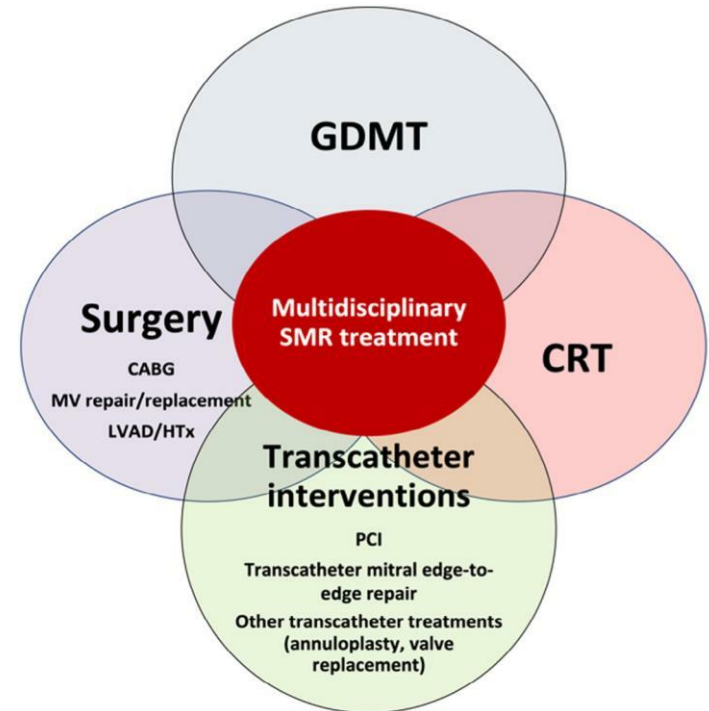 GDMT
Multidisciplinary
SMR treatment
Surgery
CABG
MV repair/replacement
LVAD/HTx
CRT
Transcatheter
interventions
PCI
Transcatheter mitral edge-to-
edge repair
Other transcatheter treatments
(annuloplasty, valve
replacement)